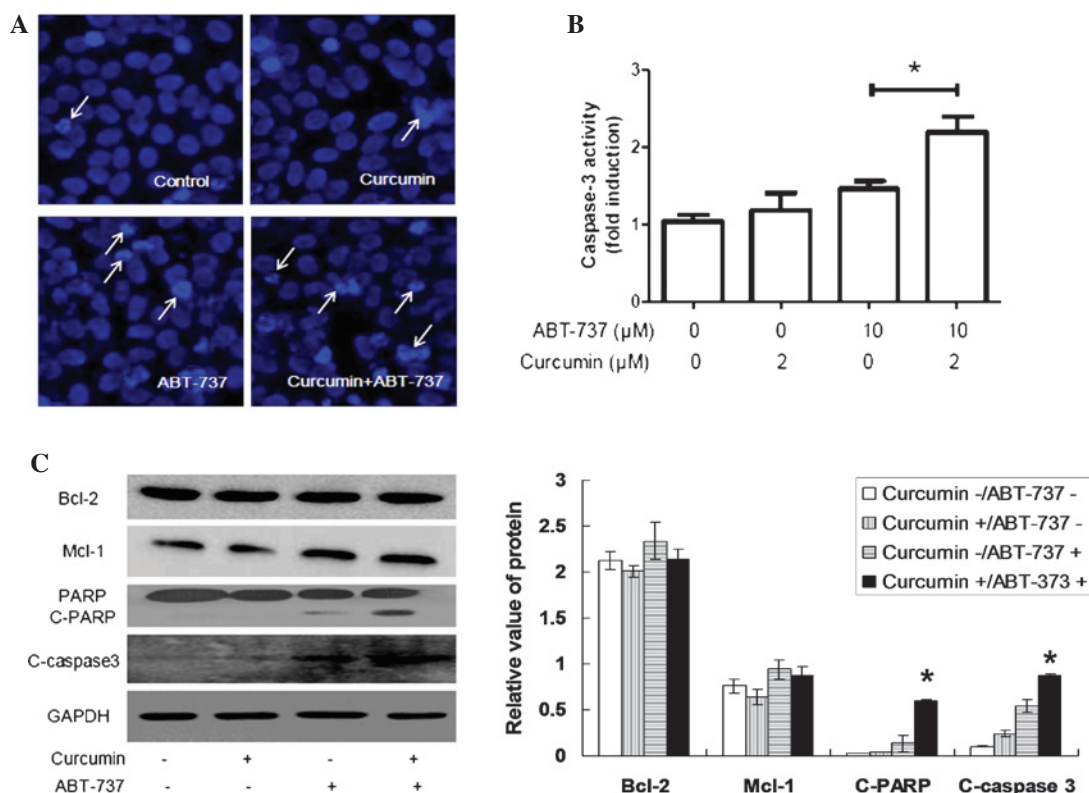 A
Control
Curcumin
ABT-737
Curcumin+ABT-737
B
Caspase-3 activity
(fold induction)
3
2
1
0
*
ABT-737 (µM) 0 0 10 10
Curcumin (µM) 0 2 0 2
C
Bcl-2
Mcl-1
PARP
C-PARP
C-caspase3
GAPDH
Curcumin - + - +
ABT-737 - - + +
Relative value of protein
3
2.5
2
1.5
1
0.5
0
Curcumin -/ABT-737 -
Curcumin +/ABT-737 -
Curcumin -/ABT-737 +
Curcumin +/ABT-373 +
* *
Bcl-2 Mcl-1 C-PARP C-caspase 3